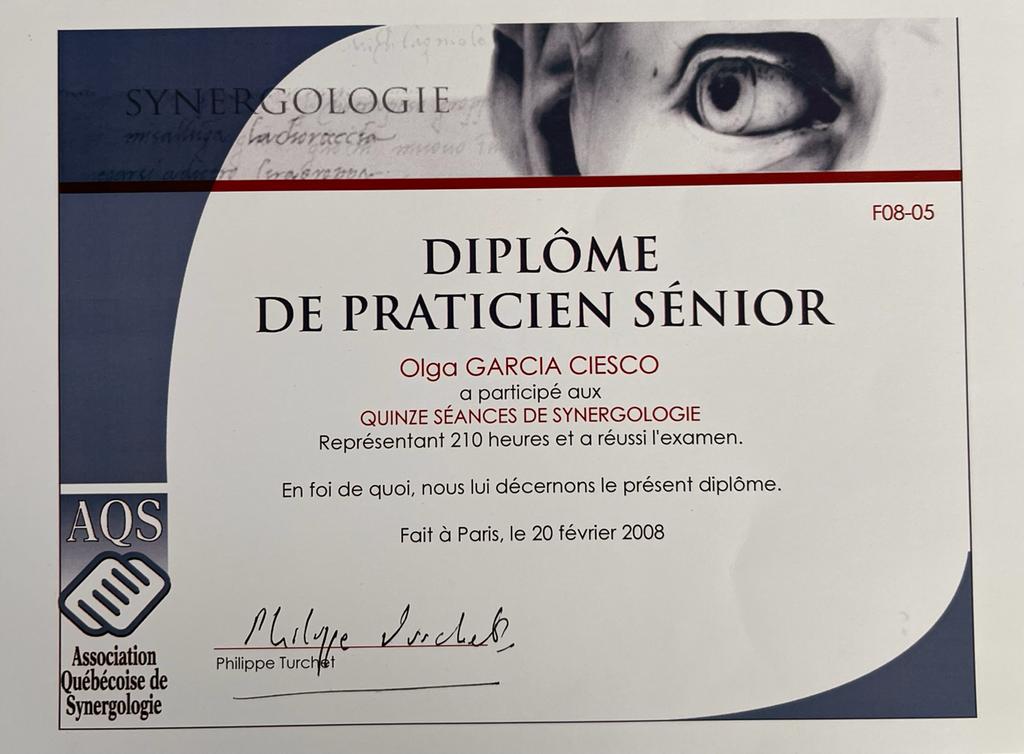 SYNERGOLOGIE
F08-05
DIPLÔME
DE PRATICIEN SÉNIOR
Olga GARCIA CIESCO
a participé aux
QUINZE SÉANCES DE SYNERGOLOGIE
Représentant 210 heures et a réussi l'examen.
En foi de quoi, nous lui décernons le présent diplôme.
Fait à Paris, le 20 février 2008
AQS
Philippe Turchet
Philippe Turchet
Association
Québécoise de
Synergologie